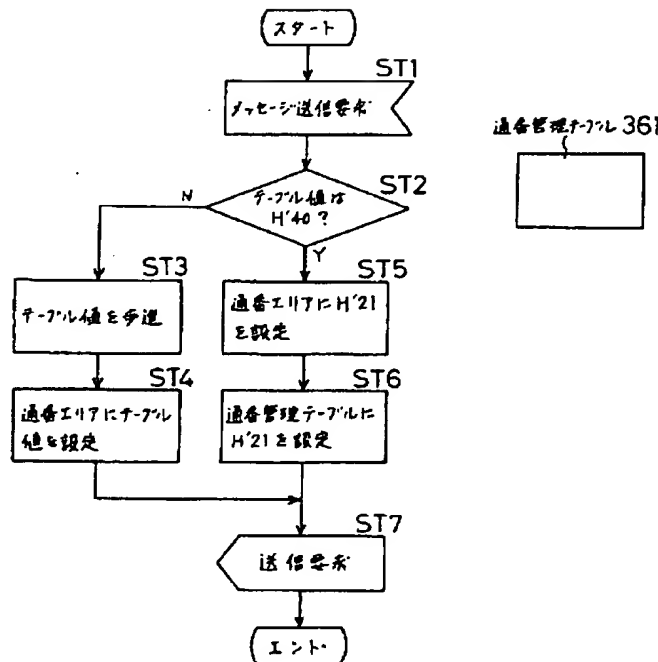 スタート
ST1
メッセージ送信要求
通番管理テーブル 361
ST2
テーブル値は
H'40?
N
Y
ST3
テーブル値を歩進
ST5
通番エリアにH'21
を設定
ST4
通番エリアにテーブル
値を設定
ST6
通番管理テーブルに
H'21を設定
ST7
送信要求
エンド